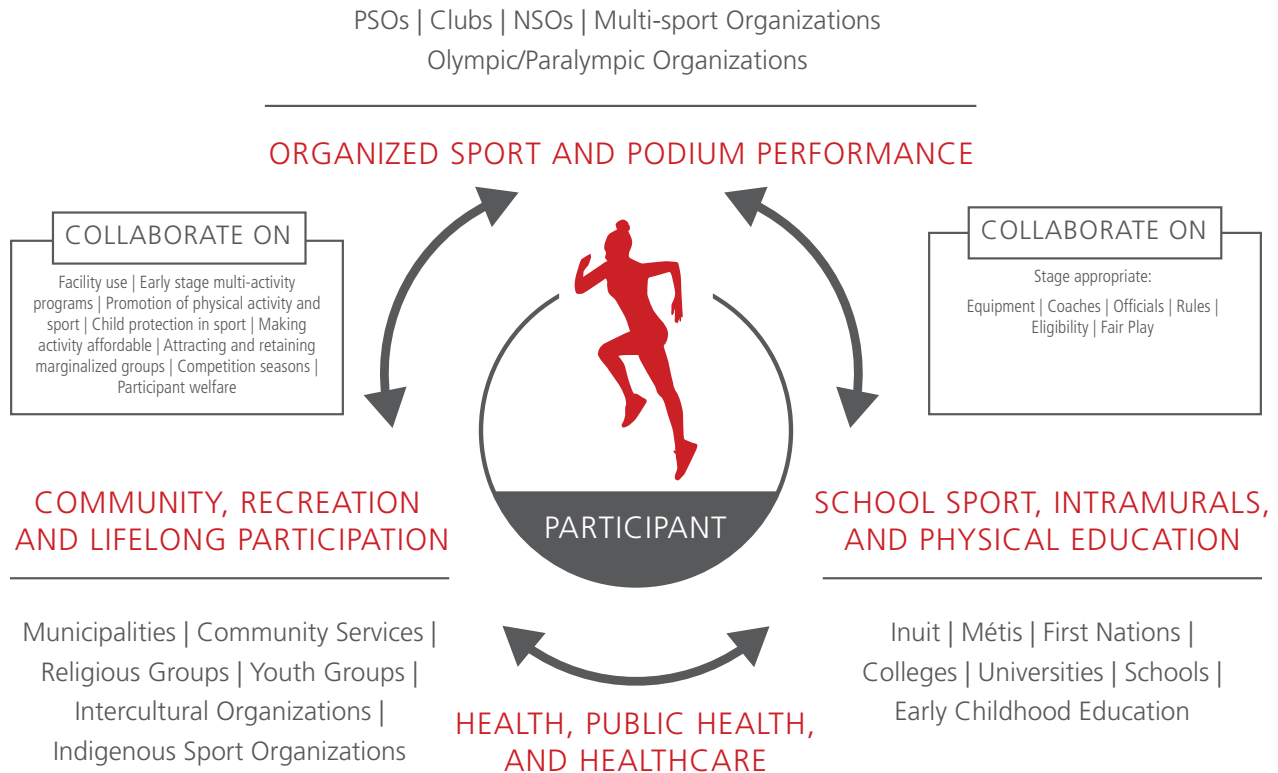 PSOs | Clubs | NSOs | Multi-sport Organizations
Olympic/Paralympic Organizations
ORGANIZED SPORT AND PODIUM PERFORMANCE
COLLABORATE ON
Facility use | Early stage multi-activity
programs | Promotion of physical activity and
sport | Child protection in sport | Making
activity affordable | Attracting and retaining
marginalized groups | Competition seasons |
Participant welfare
COLLABORATE ON
Stage appropriate:
Equipment | Coaches | Officials | Rules |
Eligibility | Fair Play
PARTICIPANT
COMMUNITY, RECREATION
AND LIFELONG PARTICIPATION
Municipalities | Community Services |
Religious Groups | Youth Groups |
Intercultural Organizations |
Indigenous Sport Organizations
SCHOOL SPORT, INTRAMURALS,
AND PHYSICAL EDUCATION
Inuit | Métis | First Nations |
Colleges | Universities | Schools |
Early Childhood Education
HEALTH, PUBLIC HEALTH,
AND HEALTHCARE